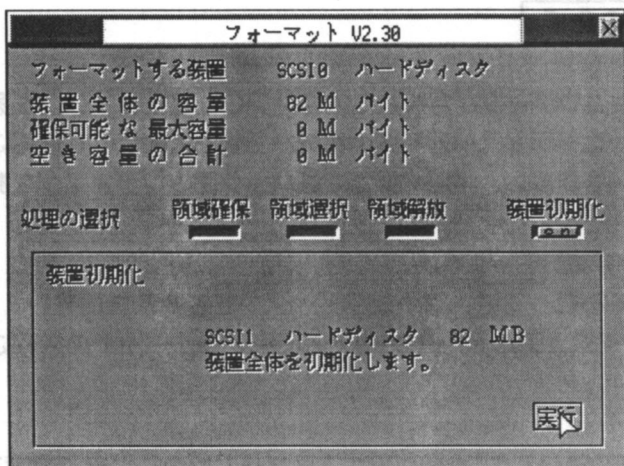 フォーマット V2.30
フォーマットする装置 SCSI0 ハードディスク
装置全体の容量 82 M バイト
確保可能な最大容量 0 M バイト
空き容量の合計 0 M バイト
処理の選択 領域確保 領域選択 領域解放 装置初期化
on
装置初期化
SCSI1 ハードディスク 82 MB
装置全体を初期化します。
実行